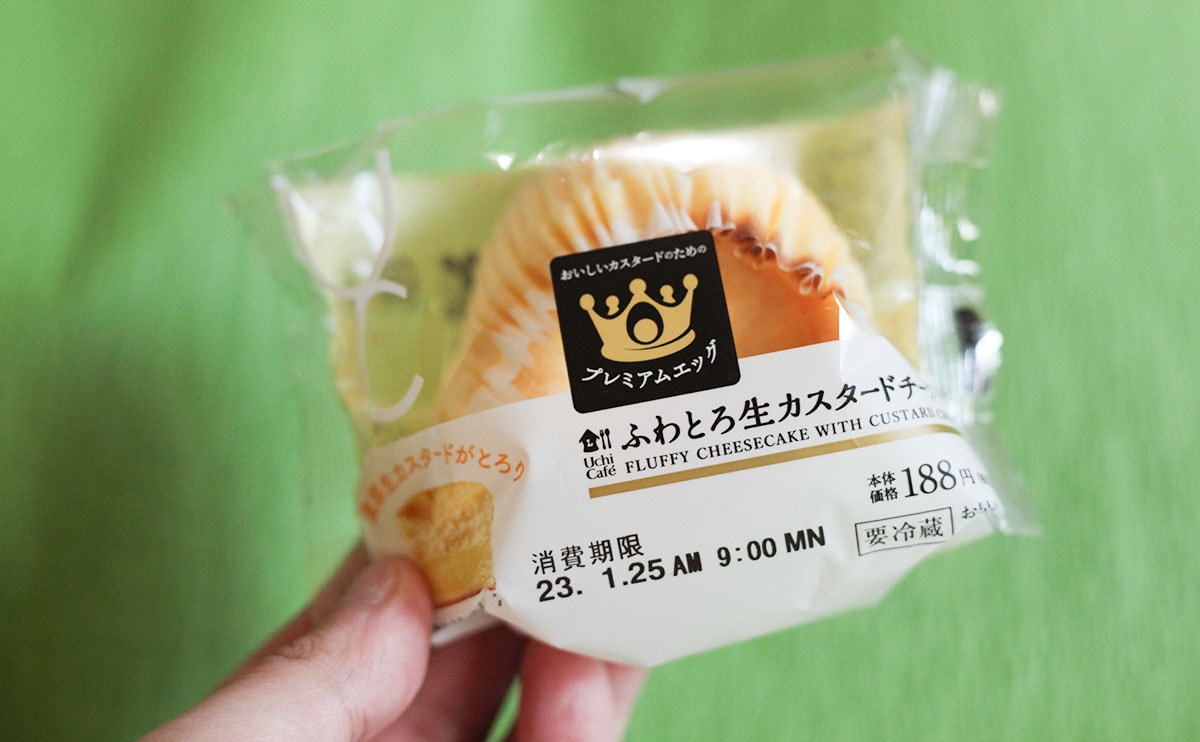 おいしいカスタードのための
プレミアムエッグ
Uchi
Café
ふわとろ生カスタードチー
FLUFFY CHEESECAKE WITH CUSTARD
生カスタードがとろり
本体
価格 188円
要冷蔵
消費期限
23. 1.25 AM 9:00 MN